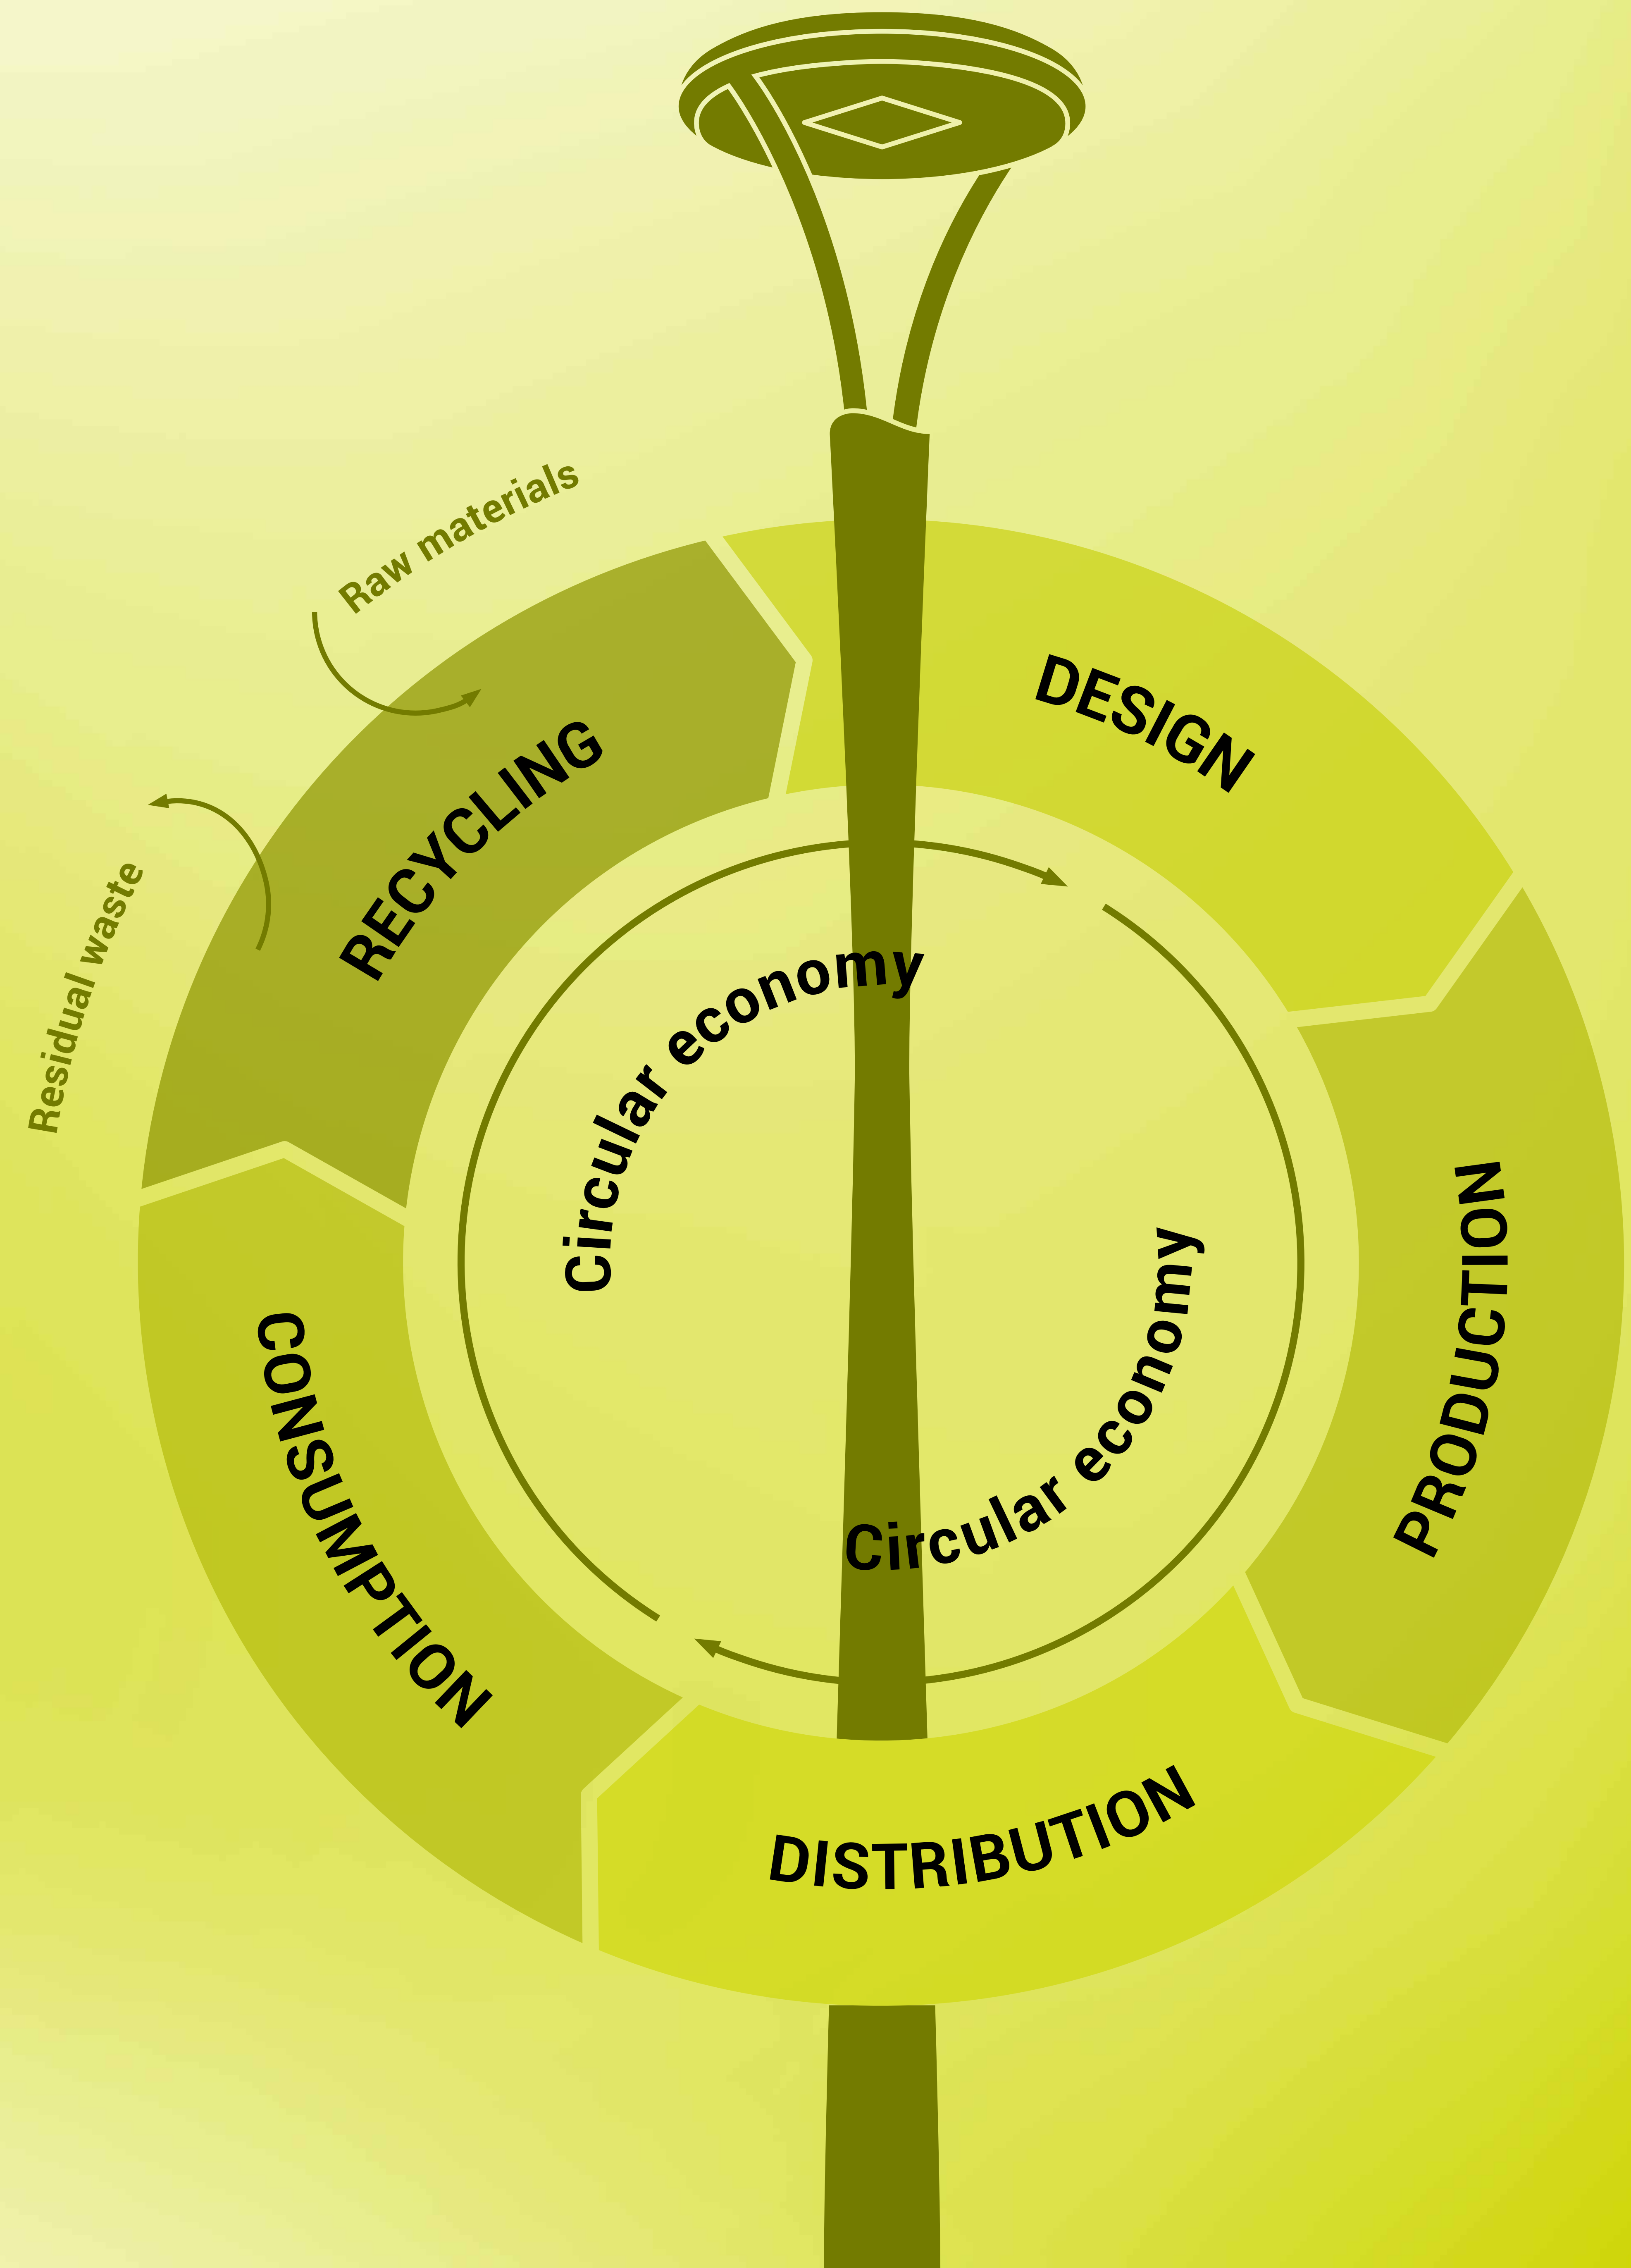 Raw materials
DESIGN
RECYCLING
Residual waste
Circular economy
PRODUCTION
Circular economy
CONSUMPTION
DISTRIBUTION